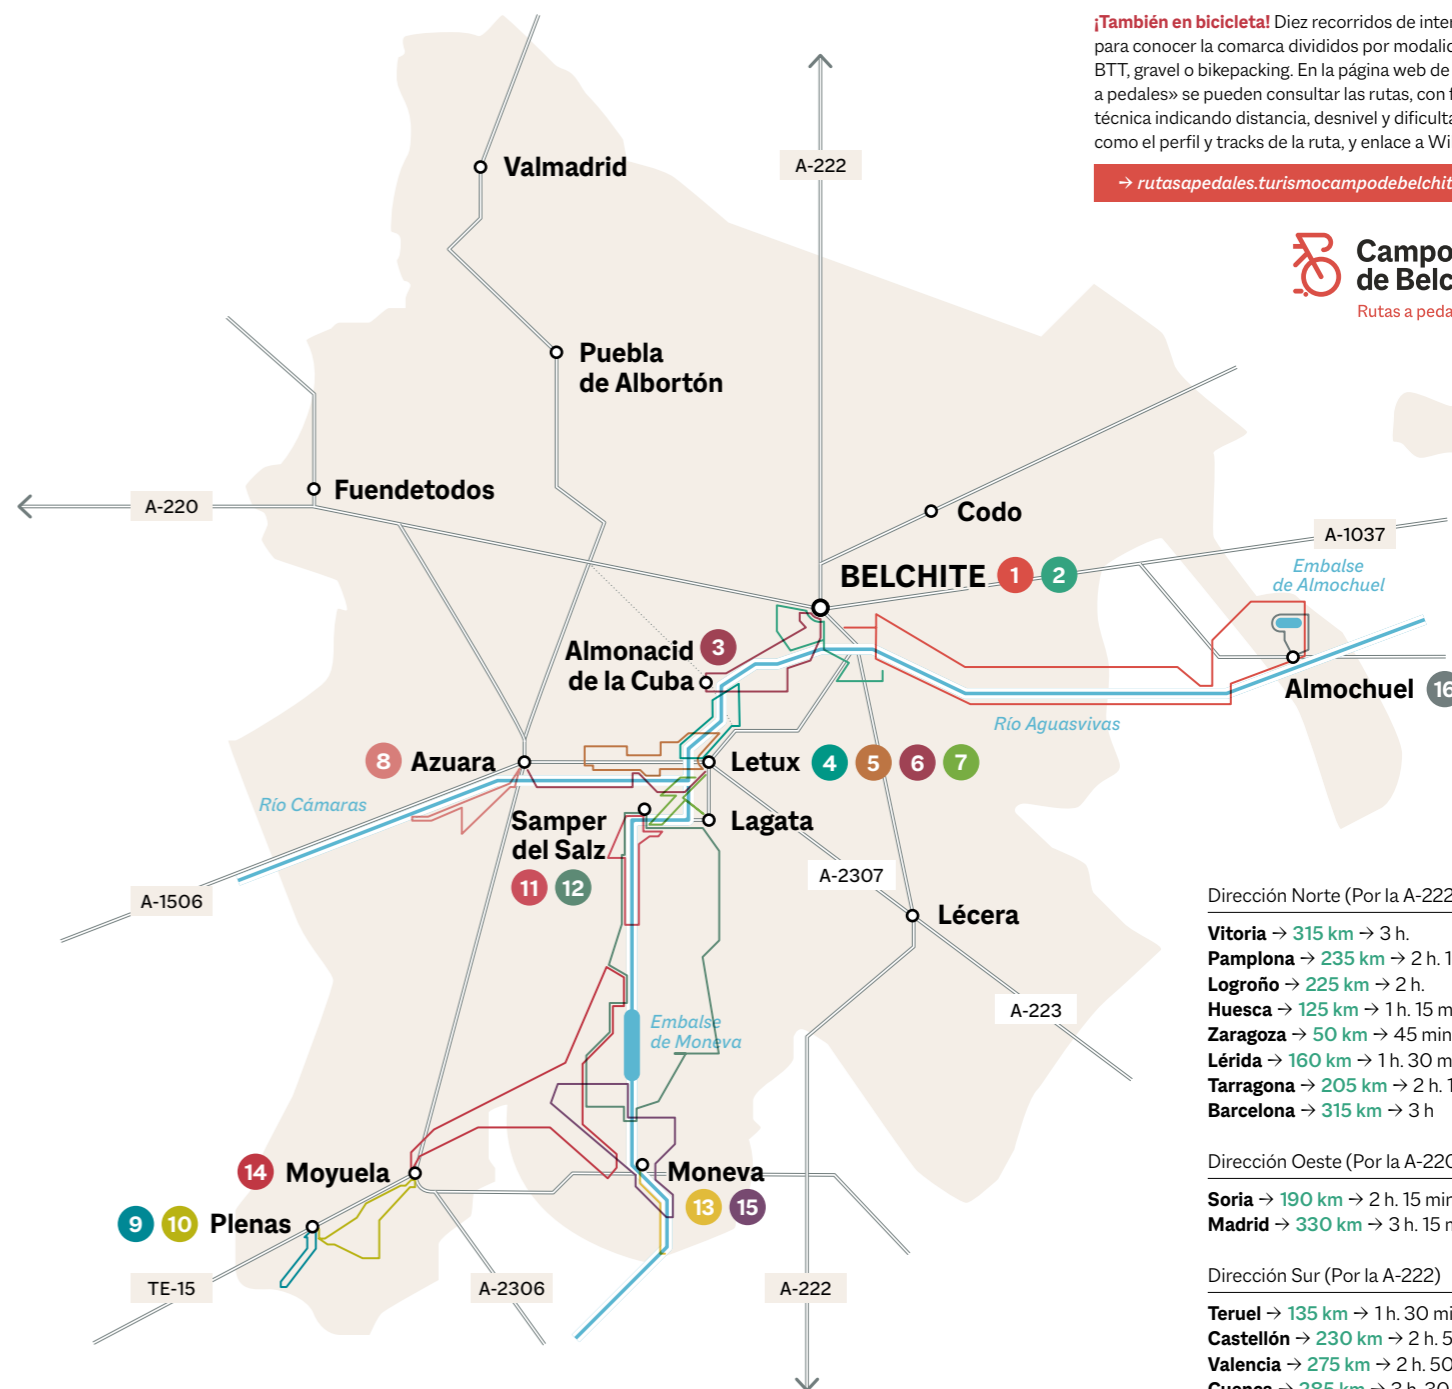 ¡También en bicicleta! Diez recorridos de
para conocer la comarca divididos por
BTT, gravel o bikepacking. En la página web de
a pedales» se pueden consultar las rutas, con
técnica indicando distancia, desnivel y
como el perfil y tracks de la ruta, y enlace a
→ rutasapedales.turismocampodebelchit
Campo
de Belc
Rutas a peda
Valmadrid
A-222
Puebla
de Albortón
Fuendetodos
A-220
Codo
A-1037
BELCHITE 1 2
Embalse
de Almochuel
Almonacid 3
de la Cuba
Almochuel 16
Río Aguasvivas
8 Azuara
Letux 4 5 6 7
Río Cámaras
Samper
del Salz
11 12
Lagata
A-2307
A-1506
Lécera
A-223
Embalse
de Moneva
14 Moyuela
Moneva
13 15
9 10 Plenas
TE-15
A-2306
A-222
Dirección Norte (Por la A-222
Vitoria → 315 km → 3 h.
Pamplona → 235 km → 2 h. 1
Logroño → 225 km → 2 h.
Huesca → 125 km → 1 h. 15 m
Zaragoza → 50 km → 45 min
Lérida → 160 km → 1 h. 30 m
Tarragona → 205 km → 2 h. 1
Barcelona → 315 km → 3 h
Dirección Oeste (Por la A-220
Soria → 190 km → 2 h. 15 min
Madrid → 330 km → 3 h. 15 m
Dirección Sur (Por la A-222)
Teruel → 135 km → 1 h. 30 mi
Castellón → 230 km → 2 h. 5
Valencia → 275 km → 2 h. 50
Cuenca → 285 km → 3 h. 30